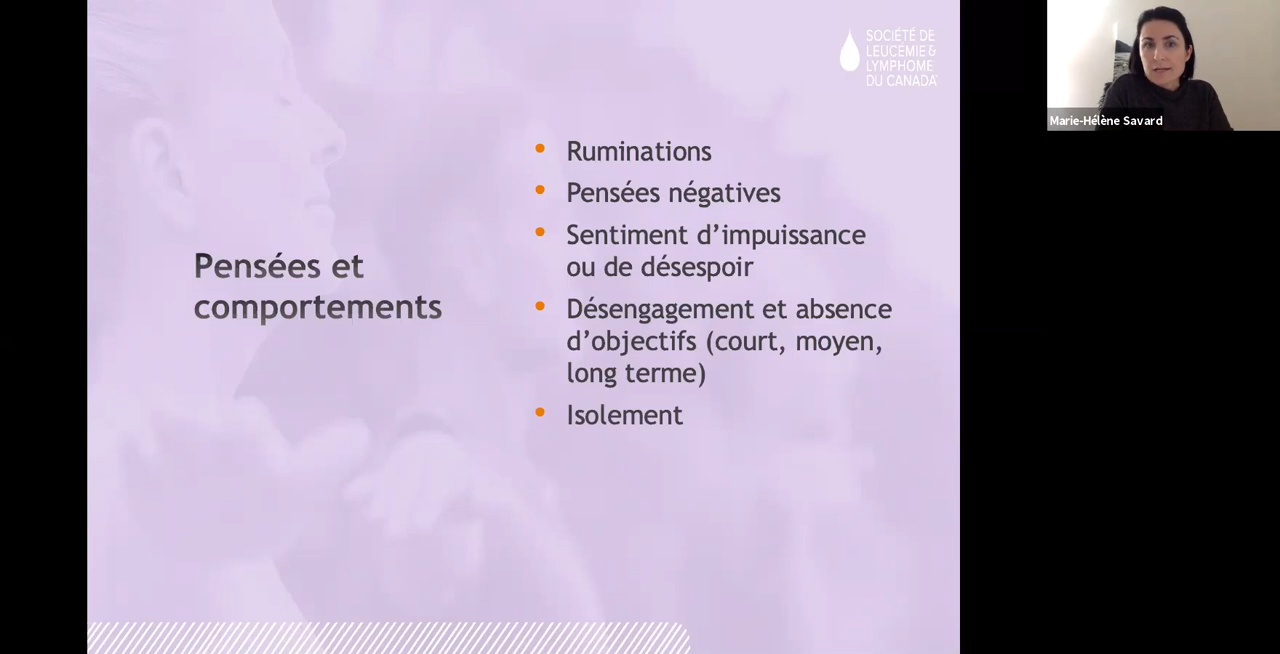 SOCIÉTÉ DE
LEUCÉMIE &
LYMPHOME
DU CANADA
Marie-Hélène Savard
Pensées et
comportements
• Ruminations
• Pensées négatives
• Sentiment d’impuissance
ou de désespoir
• Désengagement et absence
d’objectifs (court, moyen,
long terme)
• Isolement